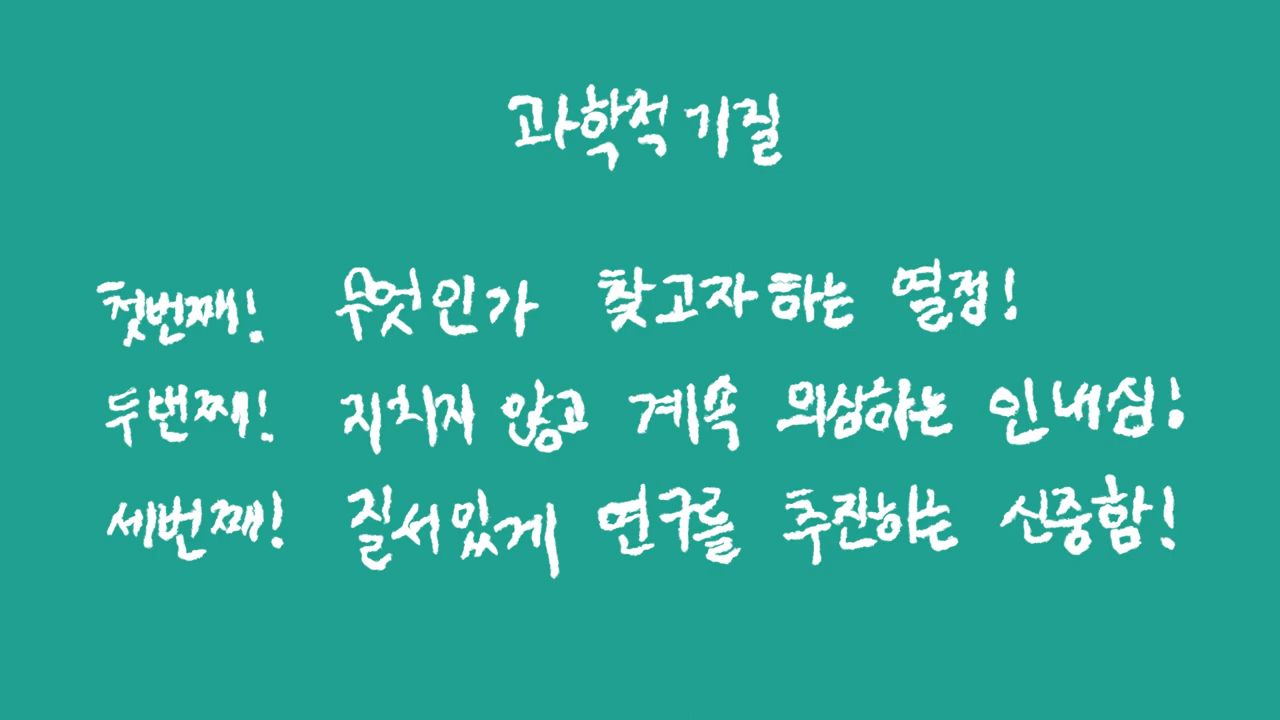 과학적 기질
첫번째! 무엇인가 찾고자 하는 열정!
두번째! 지치지 않고 계속 의심하는 인내심!
세번째! 질서있게 연구를 추진하는 신중함!